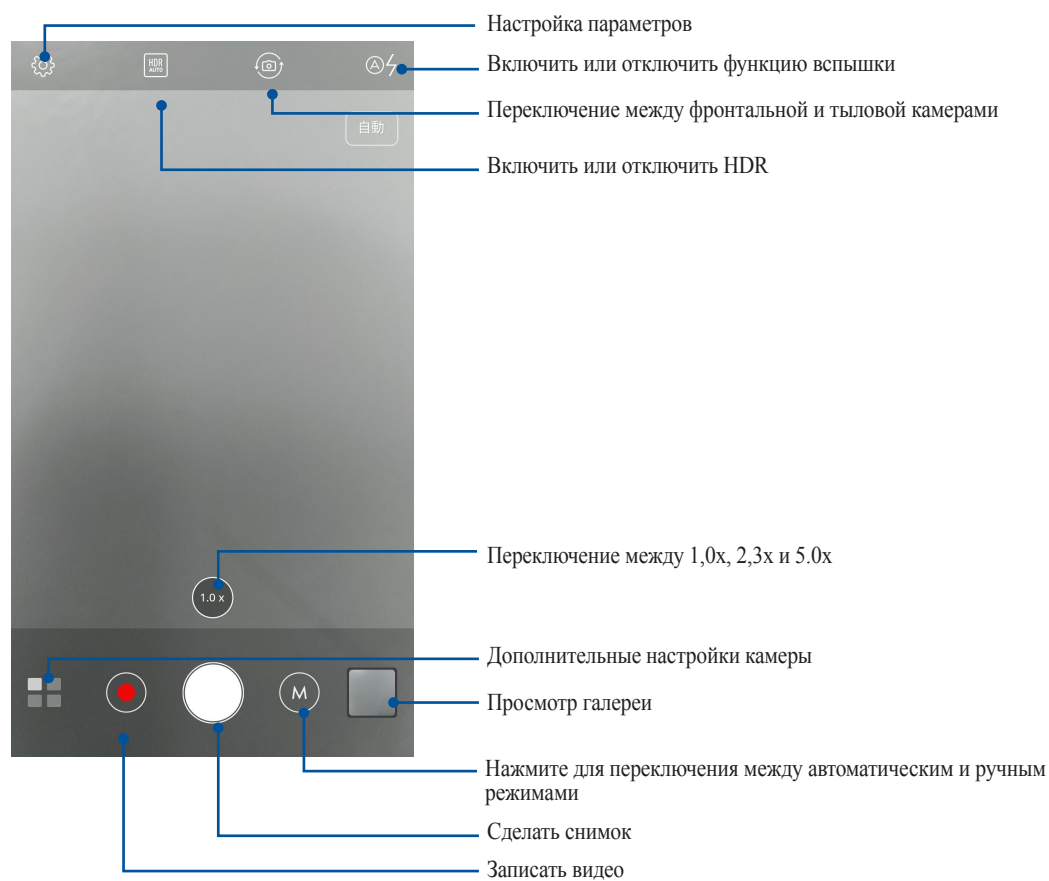 Настройка параметров
Включить или отключить функцию вспышки
Переключение между фронтальной и тыловой камерами
Включить или отключить HDR
HDR
AUTO
A
自動
Переключение между 1,0x, 2,3x и 5.0x
1.0 x
Дополнительные настройки камеры
Просмотр галереи
M
Нажмите для переключения между автоматическим и ручным
режимами
Сделать снимок
Записать видео